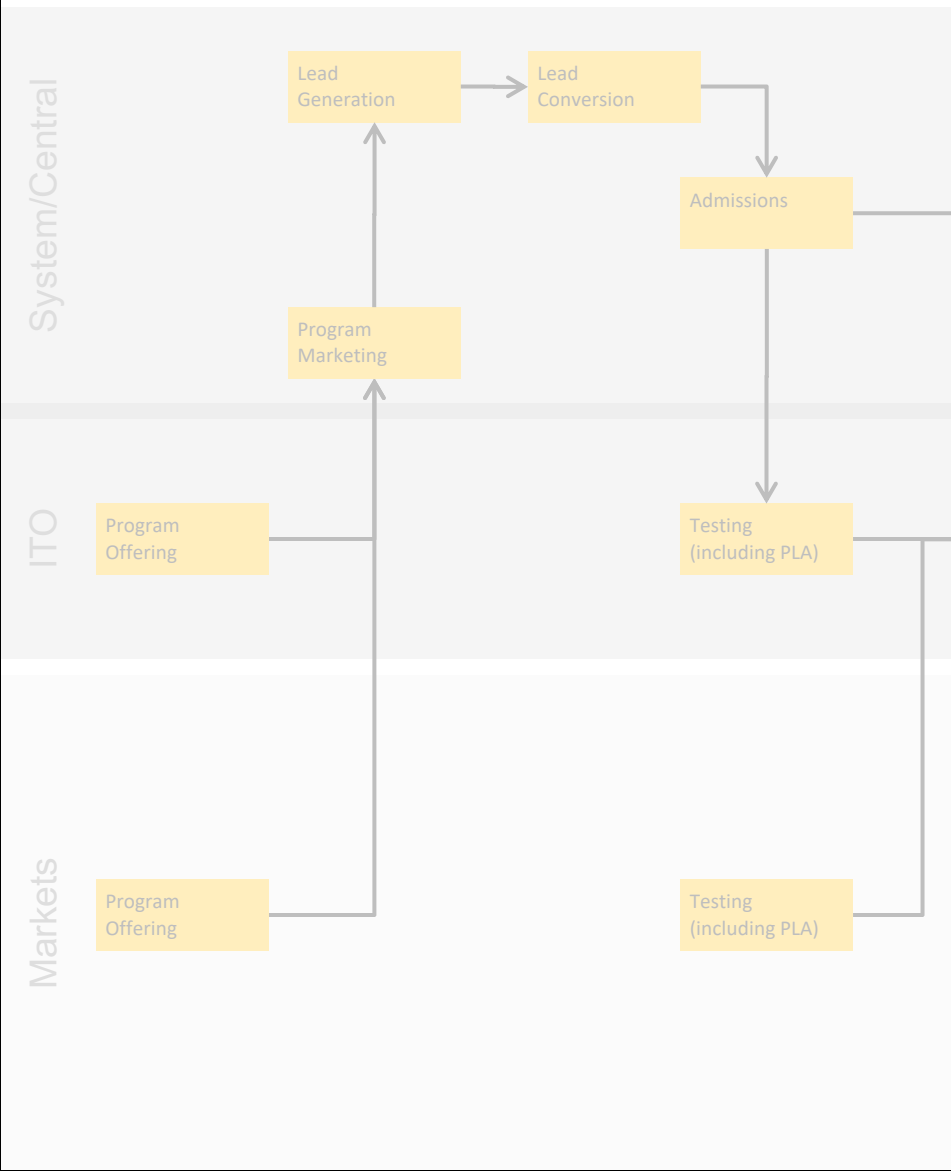 System/Central
Lead
Generation
Lead
Conversion
Admissions
Program
Marketing
ITO
Program
Offering
Testing
(including PLA)
Markets
Program
Offering
Testing
(including PLA)